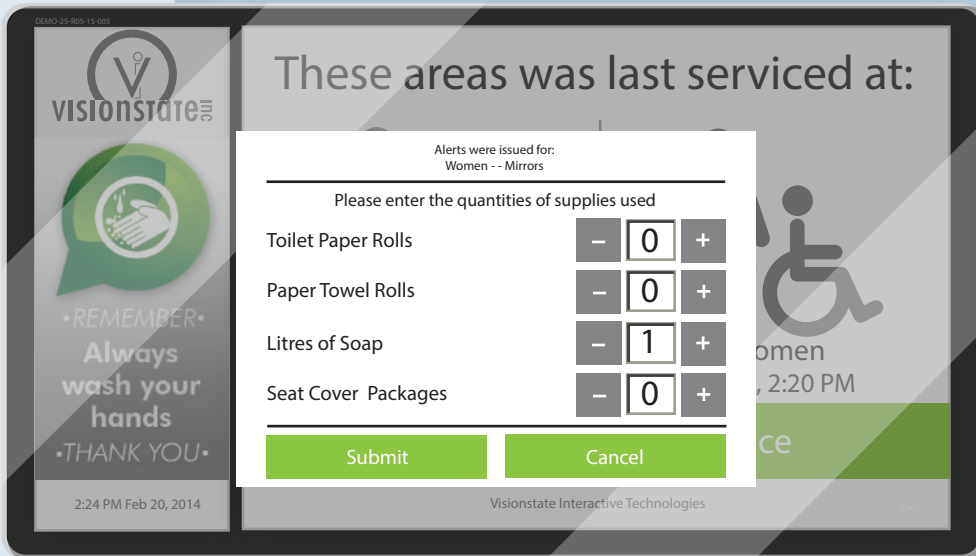 DEMO-25-R05-15-005
VISIONSTATE INC
These areas was last serviced at:
Alerts were issued for:
Women - - Mirrors
Please enter the quantities of supplies used
Toilet Paper Rolls – 0 +
Paper Towel Rolls – 0 +
Litres of Soap – 1 +
Seat Cover Packages – 0 +
Submit Cancel
•REMEMBER•
Always
wash your
hands
•THANK YOU•
omen
, 2:20 PM
ce
2:24 PM Feb 20, 2014
Visionstate Interactive Technologies